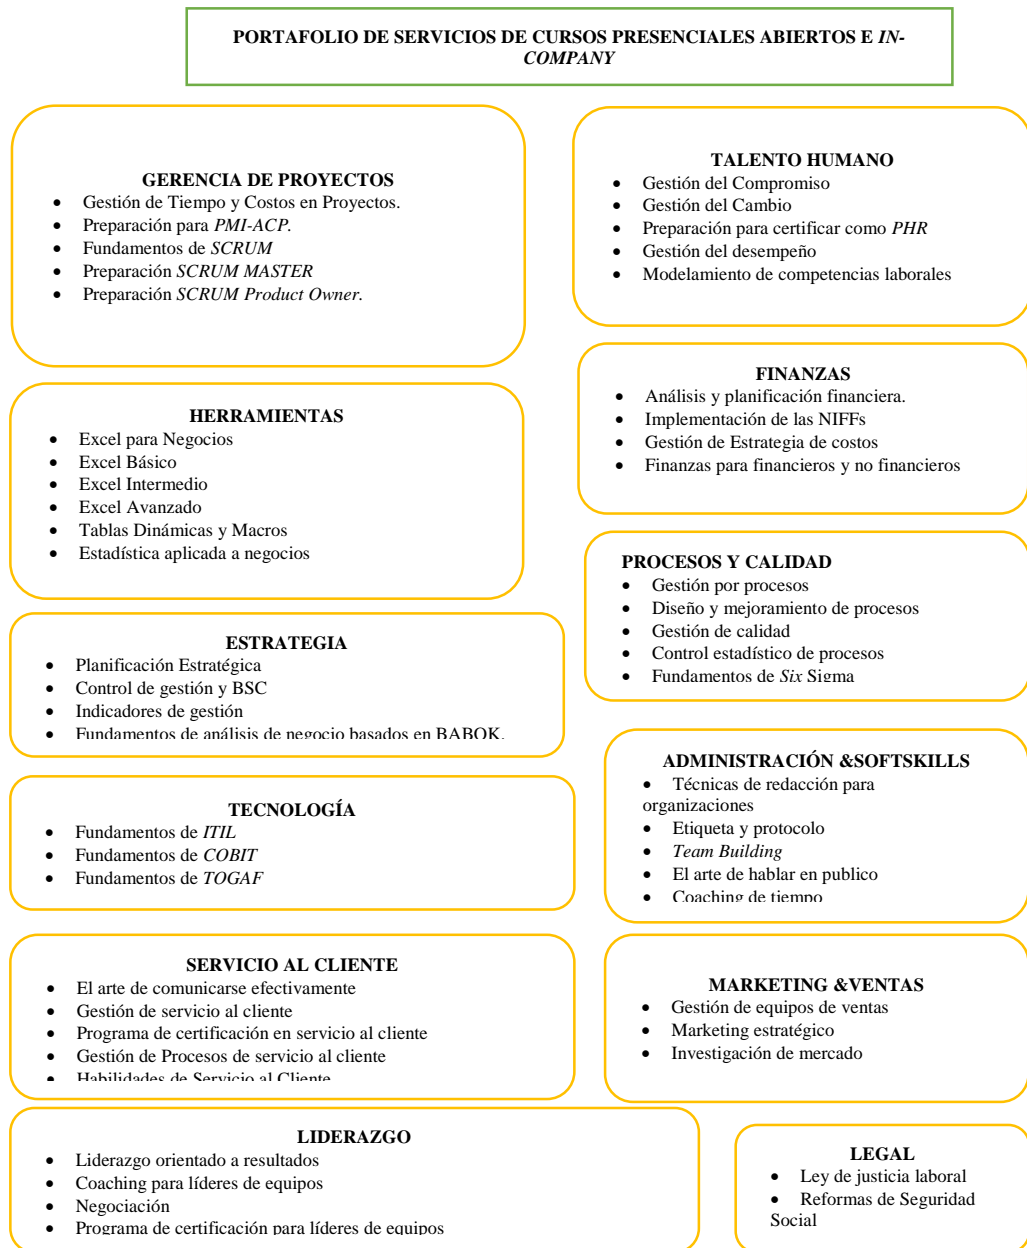 PORTAFOLIO DE SERVICIOS DE CURSOS PRESENCIALES ABIERTOS E IN-
COMPANY
GERENCIA DE PROYECTOS
• Gestión de Tiempo y Costos en Proyectos.
• Preparación para PMI-ACP.
• Fundamentos de SCRUM
• Preparación SCRUM MASTER
• Preparación SCRUM Product Owner.
TALENTO HUMANO
• Gestión del Compromiso
• Gestión del Cambio
• Preparación para certificar como PHR
• Gestión del desempeño
• Modelamiento de competencias laborales
HERRAMIENTAS
• Excel para Negocios
• Excel Básico
• Excel Intermedio
• Excel Avanzado
• Tablas Dinámicas y Macros
• Estadística aplicada a negocios
FINANZAS
• Análisis y planificación financiera.
• Implementación de las NIFFs
• Gestión de Estrategia de costos
• Finanzas para financieros y no financieros
PROCESOS Y CALIDAD
• Gestión por procesos
• Diseño y mejoramiento de procesos
• Gestión de calidad
• Control estadístico de procesos
• Fundamentos de Six Sigma
ESTRATEGIA
• Planificación Estratégica
• Control de gestión y BSC
• Indicadores de gestión
• Fundamentos de análisis de negocio basados en BABOK.
ADMINISTRACIÓN &SOFTSKILLS
• Técnicas de redacción para
organizaciones
• Etiqueta y protocolo
• Team Building
• El arte de hablar en publico
• Coaching de tiempo
TECNOLOGÍA
• Fundamentos de ITIL
• Fundamentos de COBIT
• Fundamentos de TOGAF
SERVICIO AL CLIENTE
• El arte de comunicarse efectivamente
• Gestión de servicio al cliente
• Programa de certificación en servicio al cliente
• Gestión de Procesos de servicio al cliente
• Habilidades de Servicio al Cliente
MARKETING &VENTAS
• Gestión de equipos de ventas
• Marketing estratégico
• Investigación de mercado
LIDERAZGO
• Liderazgo orientado a resultados
• Coaching para líderes de equipos
• Negociación
• Programa de certificación para líderes de equipos
LEGAL
• Ley de justicia laboral
• Reformas de Seguridad
Social